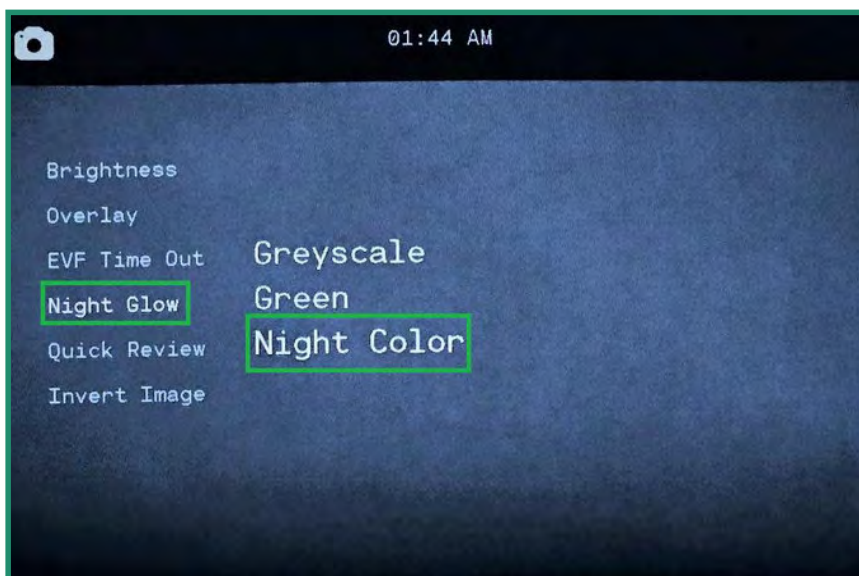 01:44 AM
Brightness
Overlay
EVF Time Out
Greyscale
Night Glow
Green
Quick Review
Night Color
Invert Image